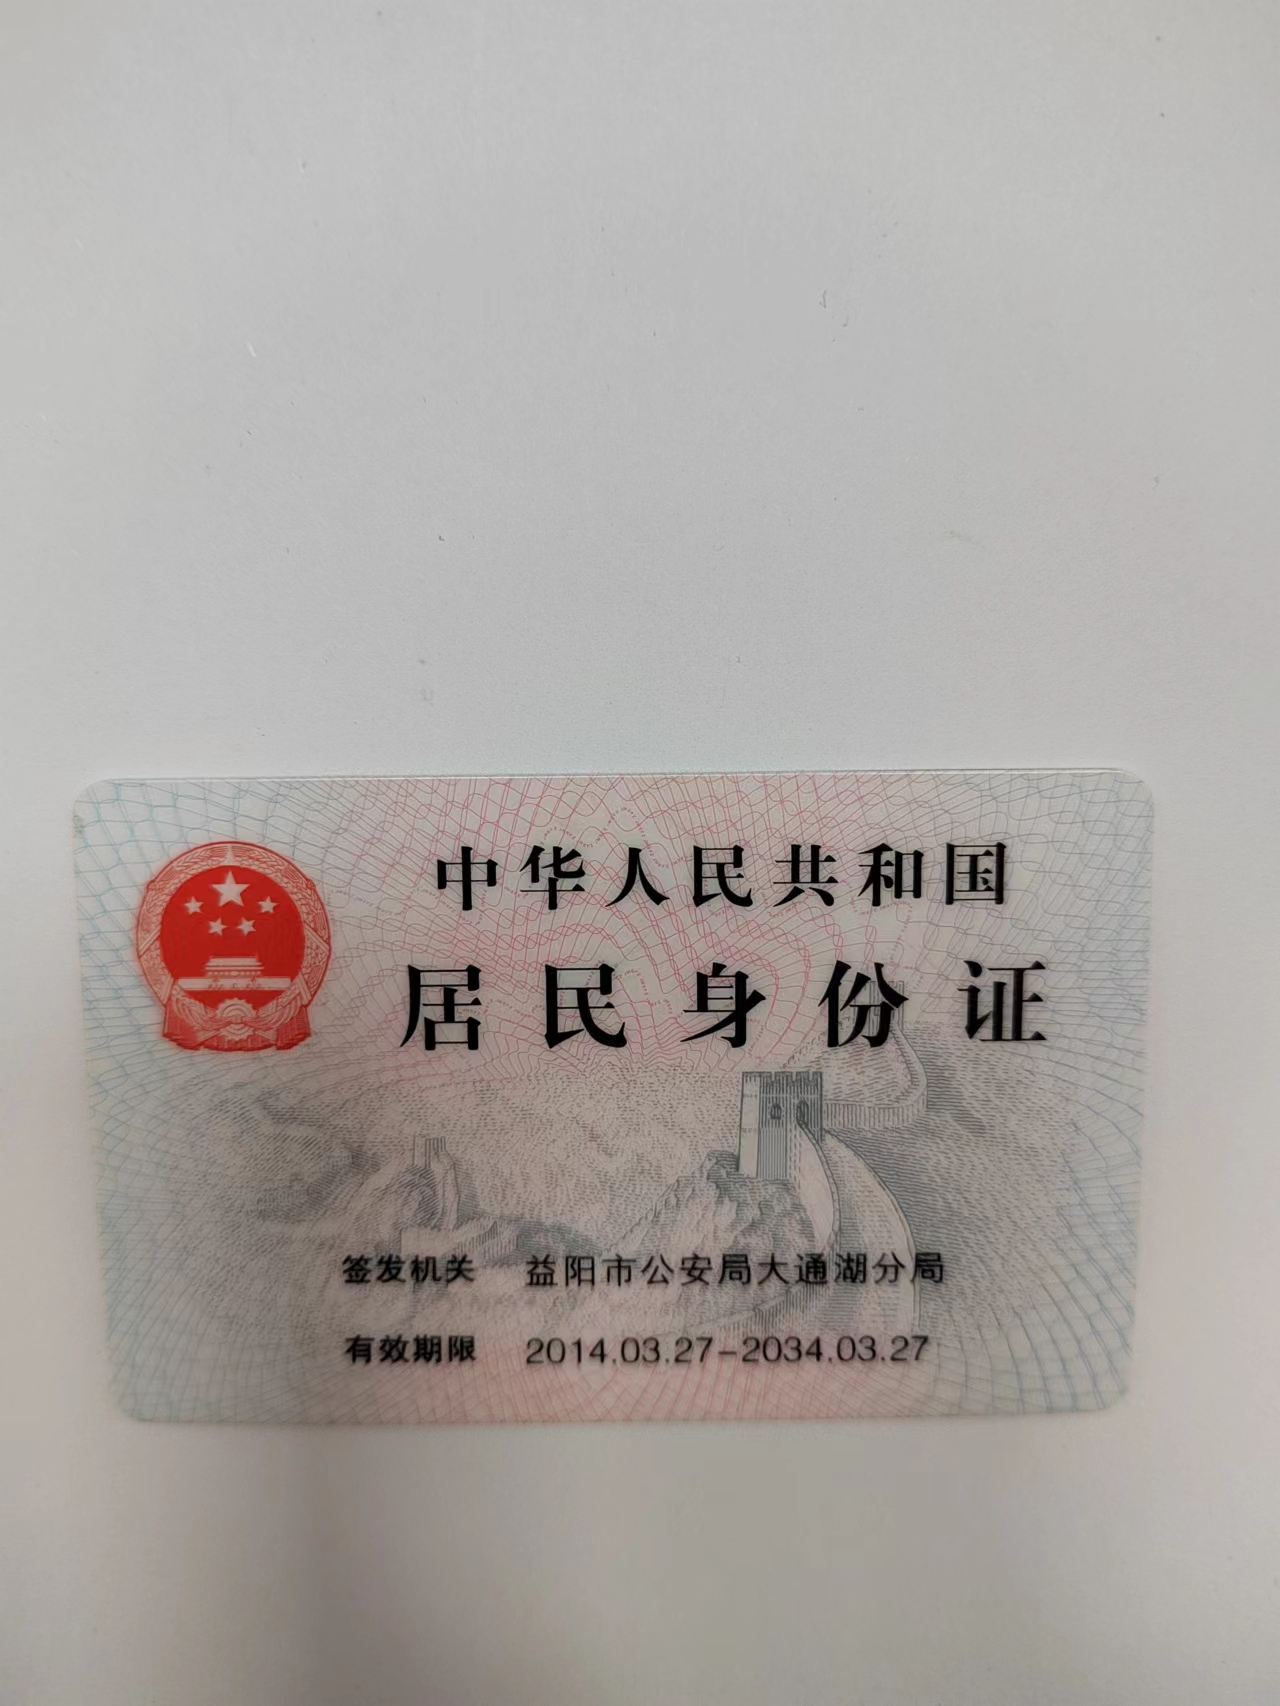 中华人民共和国
居民身份证
签发机关 益阳市公安局大通湖分局
有效期限 2014.03.27-2034.03.27